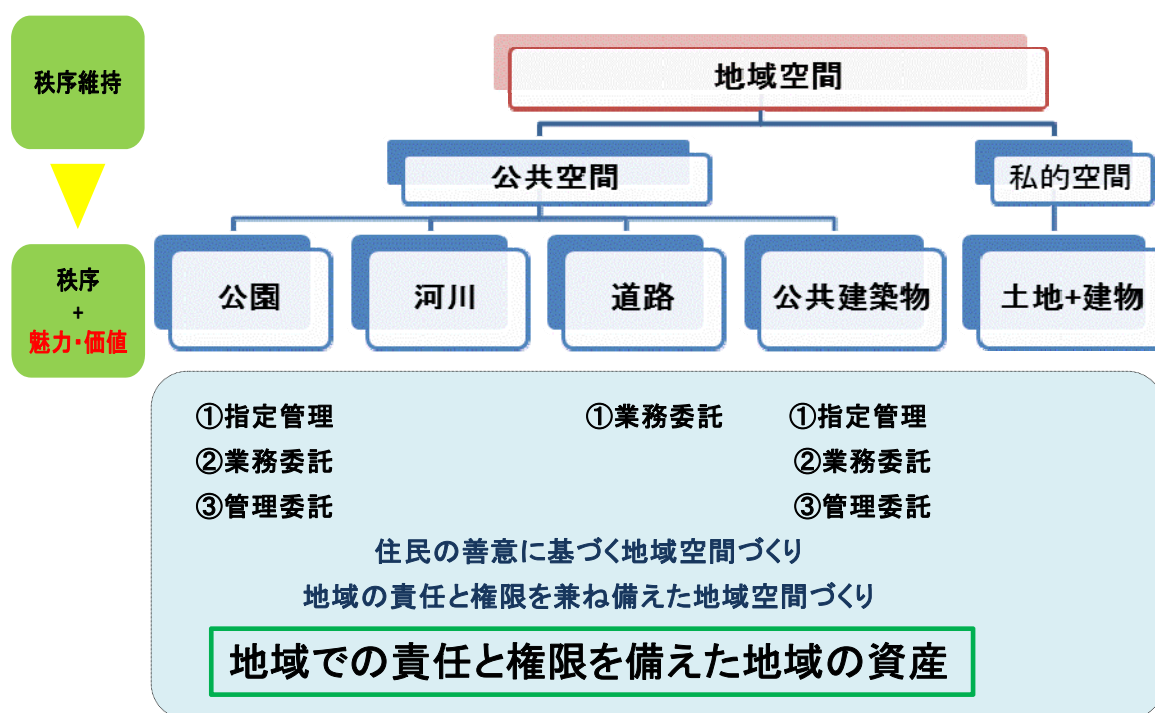 秩序維持
地域空間
公共空間
私的空間
秩序
+
魅力・価値
公園
河川
道路
公共建築物
土地+建物
①指定管理
①業務委託
①指定管理
②業務委託
②業務委託
③管理委託
③管理委託
住民の善意に基づく地域空間づくり
地域の責任と権限を兼ね備えた地域空間づくり
地域での責任と権限を備えた地域の資産